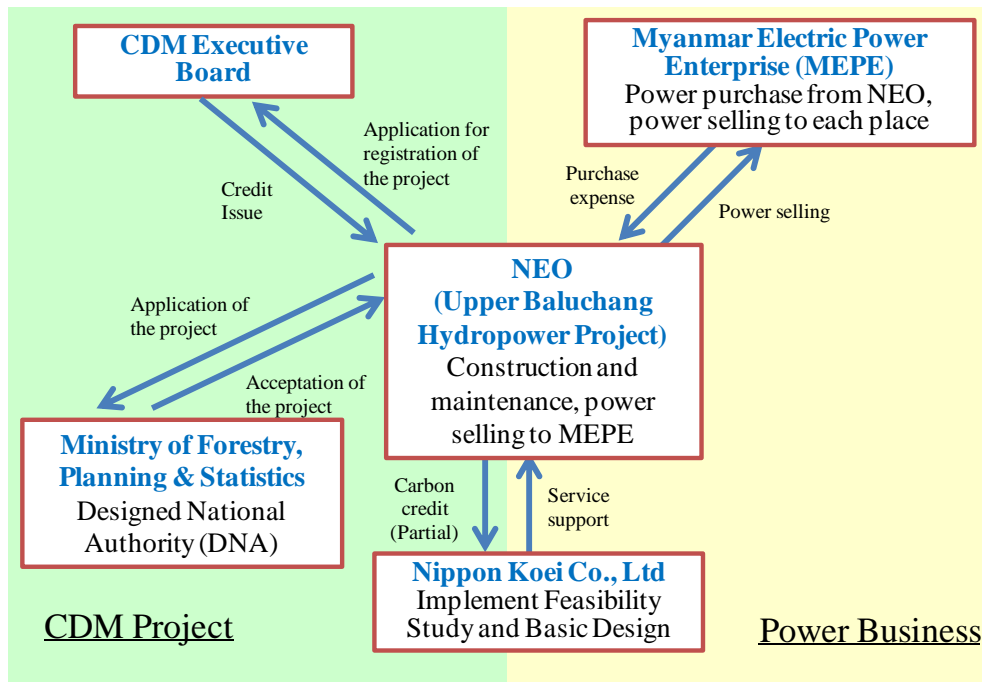 CDM Executive
Board
Myanmar Electric Power
Enterprise (MEPE)
Power purchase from NEO,
power selling to each place
Application for
registration of
the project
Credit
Issue
Purchase
expense
Power selling
NEO
(Upper Baluchang
Hydropower Project)
Construction and
maintenance, power
selling to MEPE
Application of
the project
Acceptation of
the project
Ministry of Forestry,
Planning & Statistics
Designed National
Authority (DNA)
Carbon
credit
(Partial)
Service
support
Nippon Koei Co., Ltd
Implement Feasibility
Study and Basic Design
CDM Project
Power Business